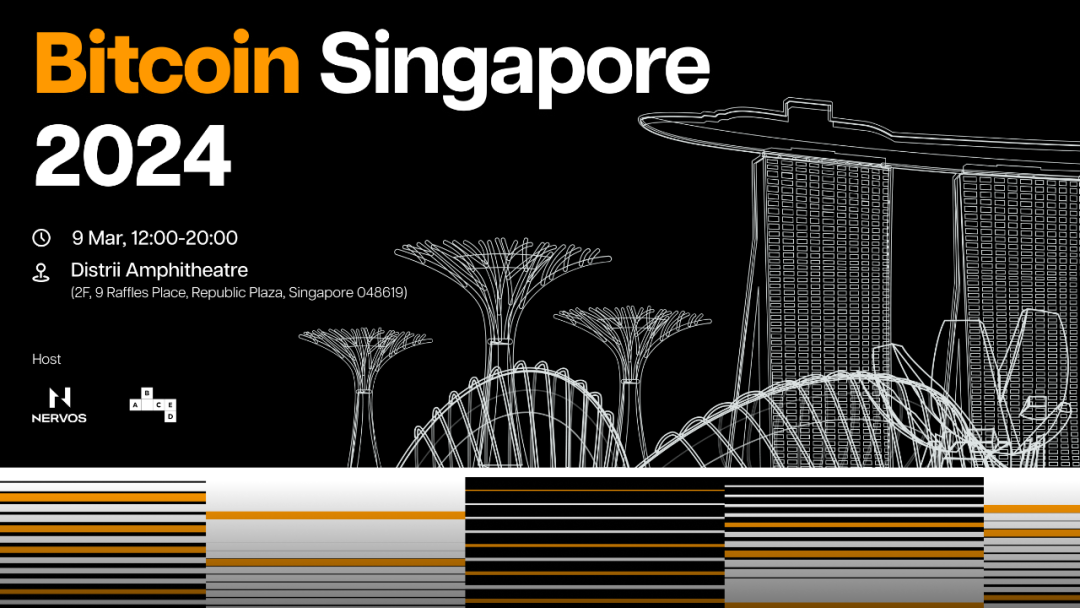 Bitcoin Singapore
2024
9 Mar, 12:00-20:00
Distrii Amphitheatre
(2F, 9 Raffles Place, Republic Plaza, Singapore 048619)
Host
NERVOS
B
A C E
D